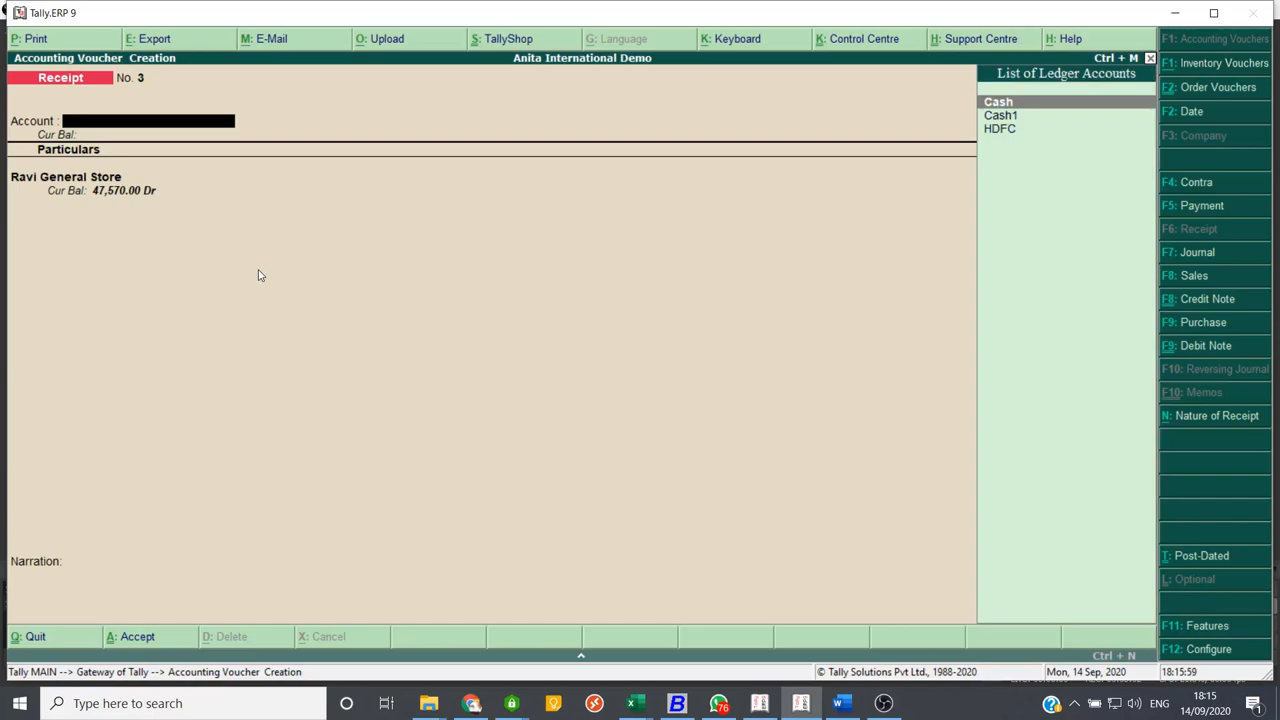 Tally.ERP 9
P: Print
E: Export
M: E-Mail
O: Upload
S: TallyShop
G: Language
K: Keyboard
K: Control Centre
H: Support Centre
H: Help
Accounting Voucher Creation
Anita International Demo
Ctrl + M
Receipt No. 3
Account :
Cur Bal:
Particulars
Ravi General Store
Cur Bal: 47,570.00 Dr
Narration:
List of Ledger Accounts
Cash
Cash1
HDFC
F1: Accounting Vouchers
F1: Inventory Vouchers
F2: Order Vouchers
F2: Date
F3: Company
F4: Contra
F5: Payment
F6: Receipt
F7: Journal
F8: Sales
F8: Credit Note
F9: Purchase
F9: Debit Note
F10: Reversing Journal
F10: Memos
N: Nature of Receipt
T: Post-Dated
L: Optional
F11: Features
F12: Configure
Q: Quit
A: Accept
D: Delete
X: Cancel
Ctrl + N
Tally MAIN --> Gateway of Tally --> Accounting Voucher Creation
© Tally Solutions Pvt Ltd., 1988-2020
Mon, 14 Sep, 2020
18:15:59
Type here to search
76
ENG
18:15
14/09/2020
1